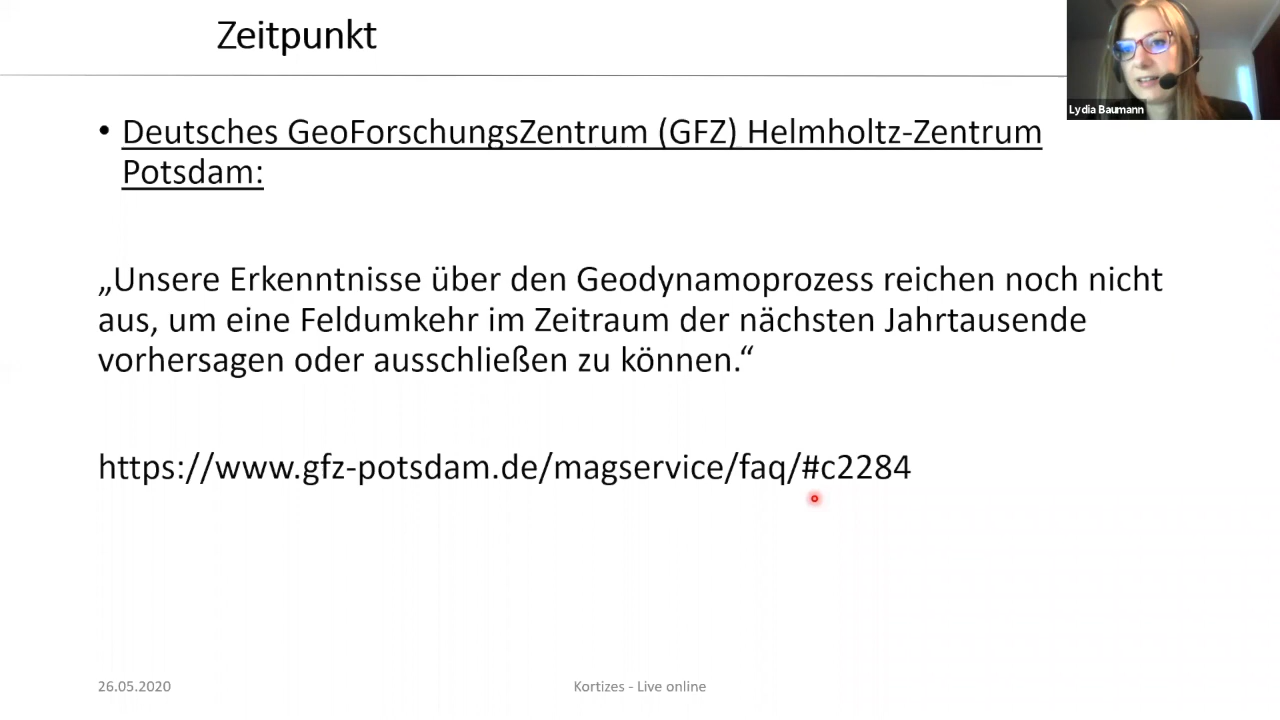 Zeitpunkt
Lydia Baumann
• Deutsches GeoForschungsZentrum (GFZ) Helmholtz-Zentrum
Potsdam:
„Unsere Erkenntnisse über den Geodynamoprozess reichen noch nicht
aus, um eine Feldumkehr im Zeitraum der nächsten Jahrtausende
vorhersagen oder ausschließen zu können.“
https://www.gfz-potsdam.de/magservice/faq/#c2284
26.05.2020
Kortizes - Live online